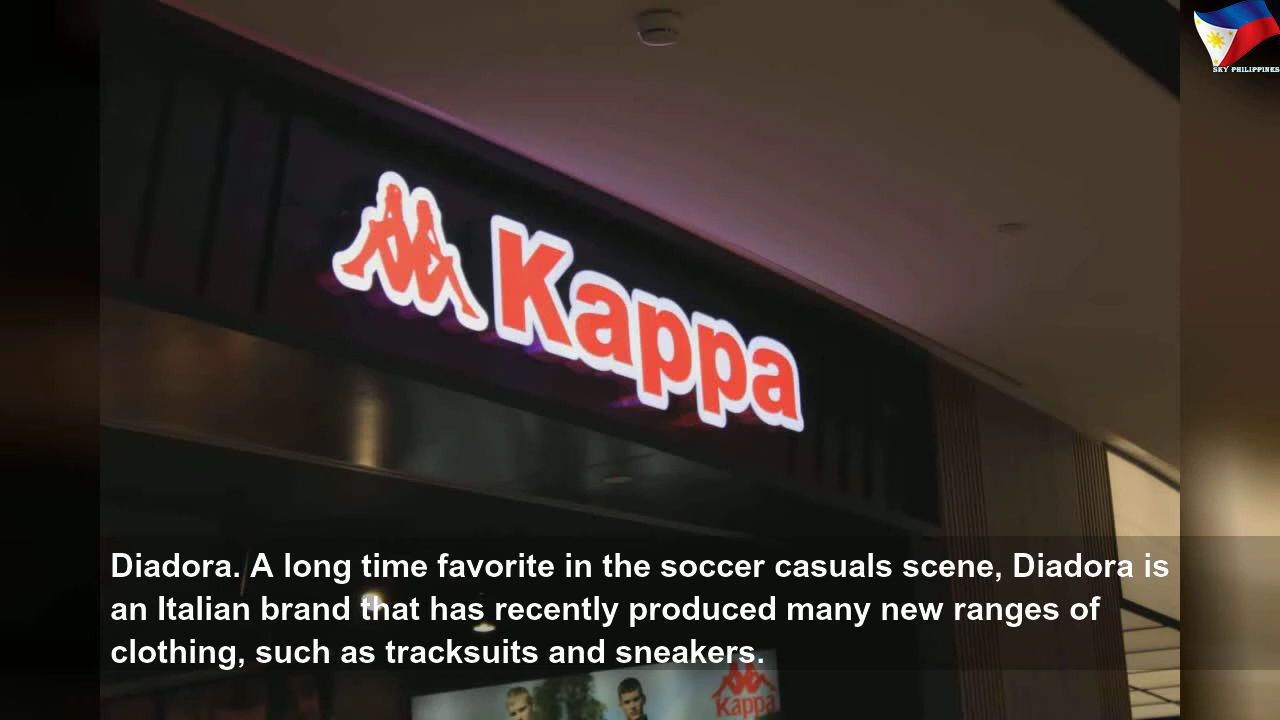 SKY PHILIPPINES
Kappa
Diadora. A long time favorite in the soccer casuals scene, Diadora is
an Italian brand that has recently produced many new ranges of
clothing, such as tracksuits and sneakers.
Kappa